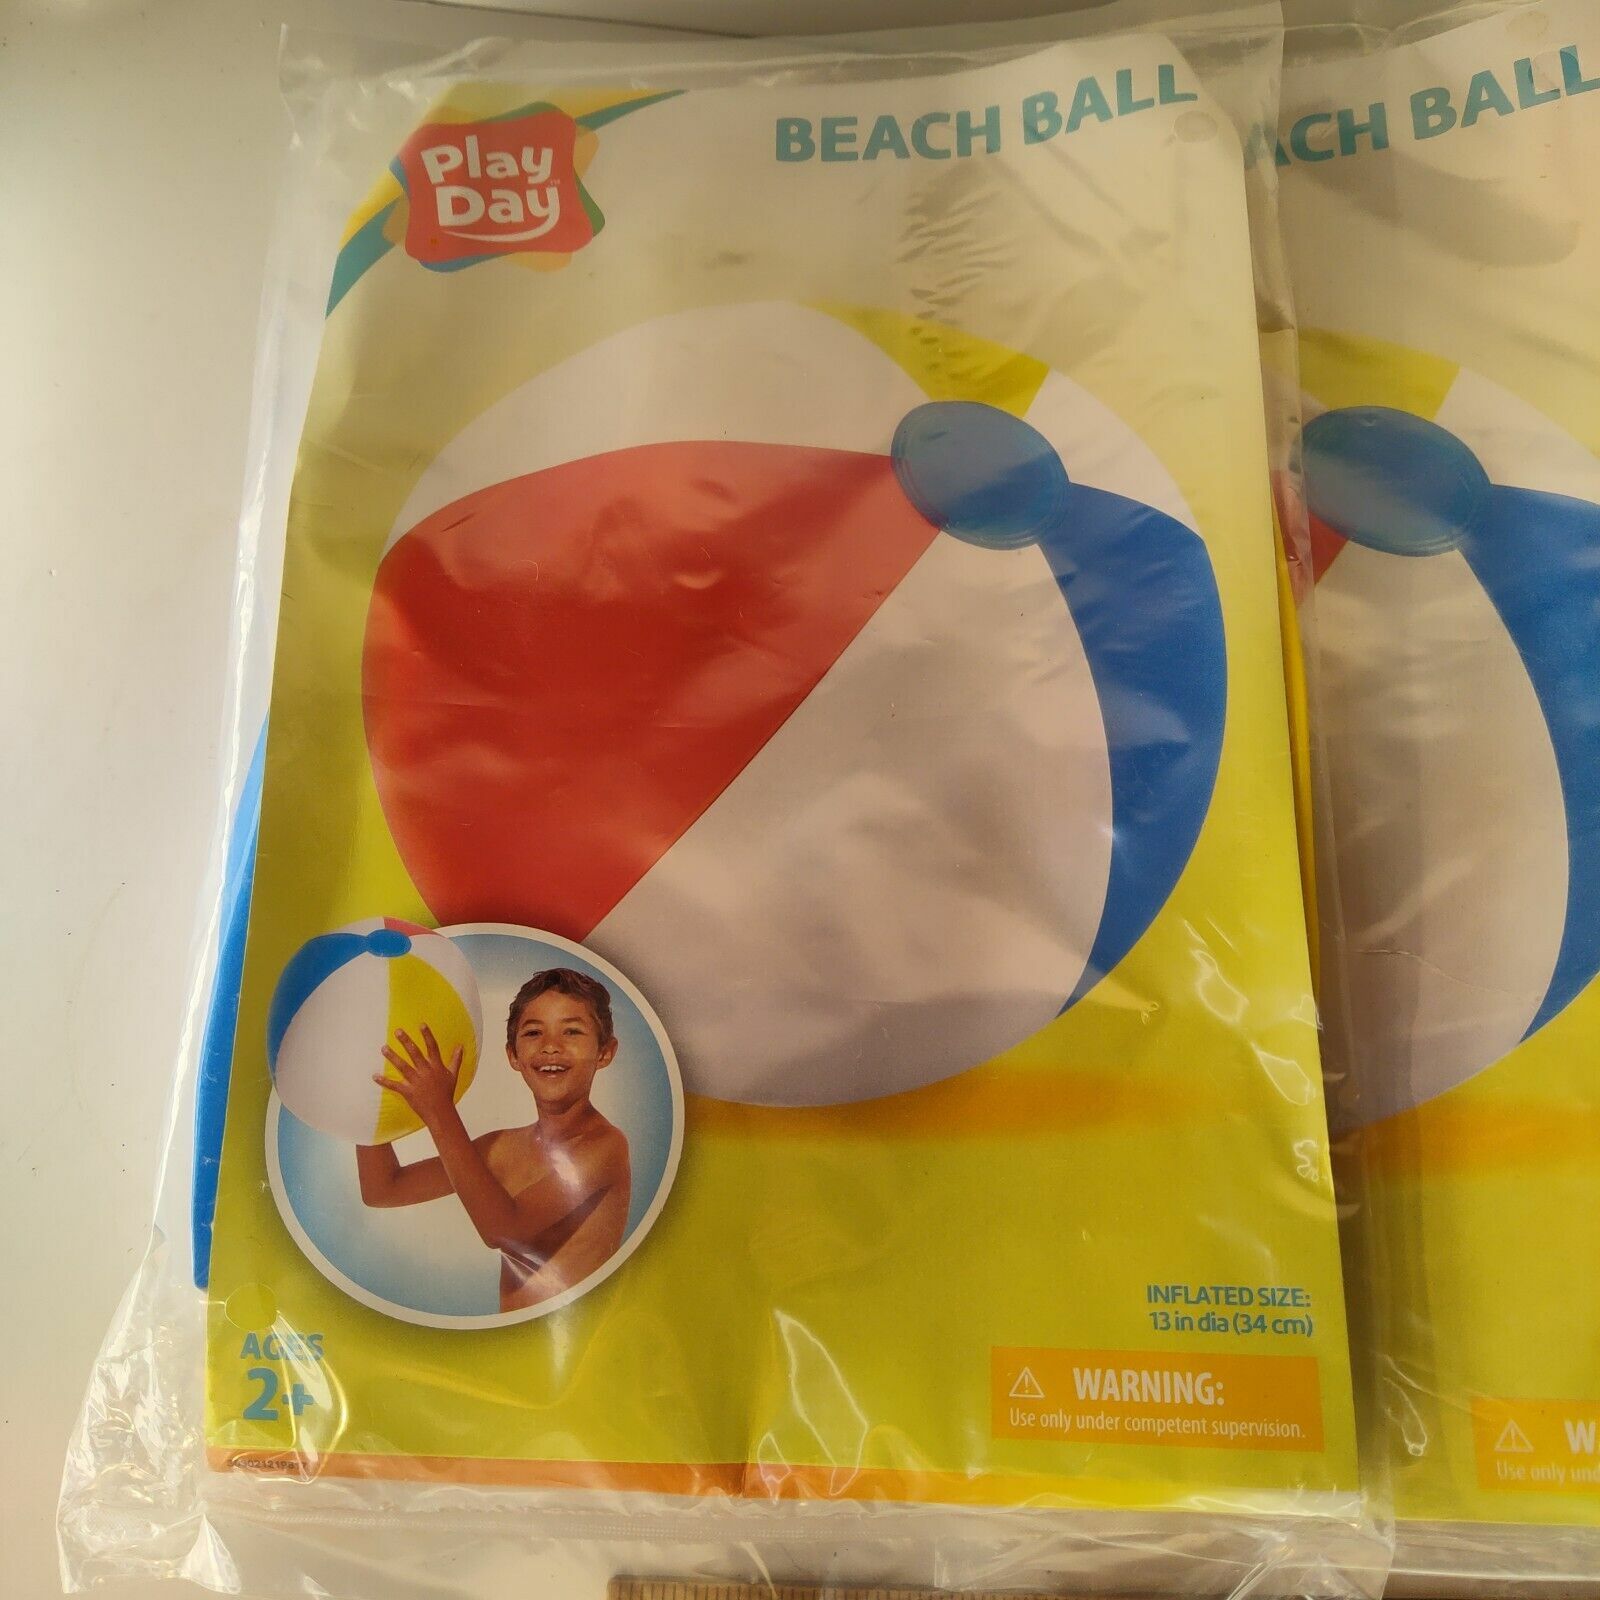 Play
Day™
BEACH BALL
ACH BALL
INFLATED SIZE:
13 in dia (34 cm)
AGES
2+
WARNING:
Use only under competent supervision.
W
Use only und